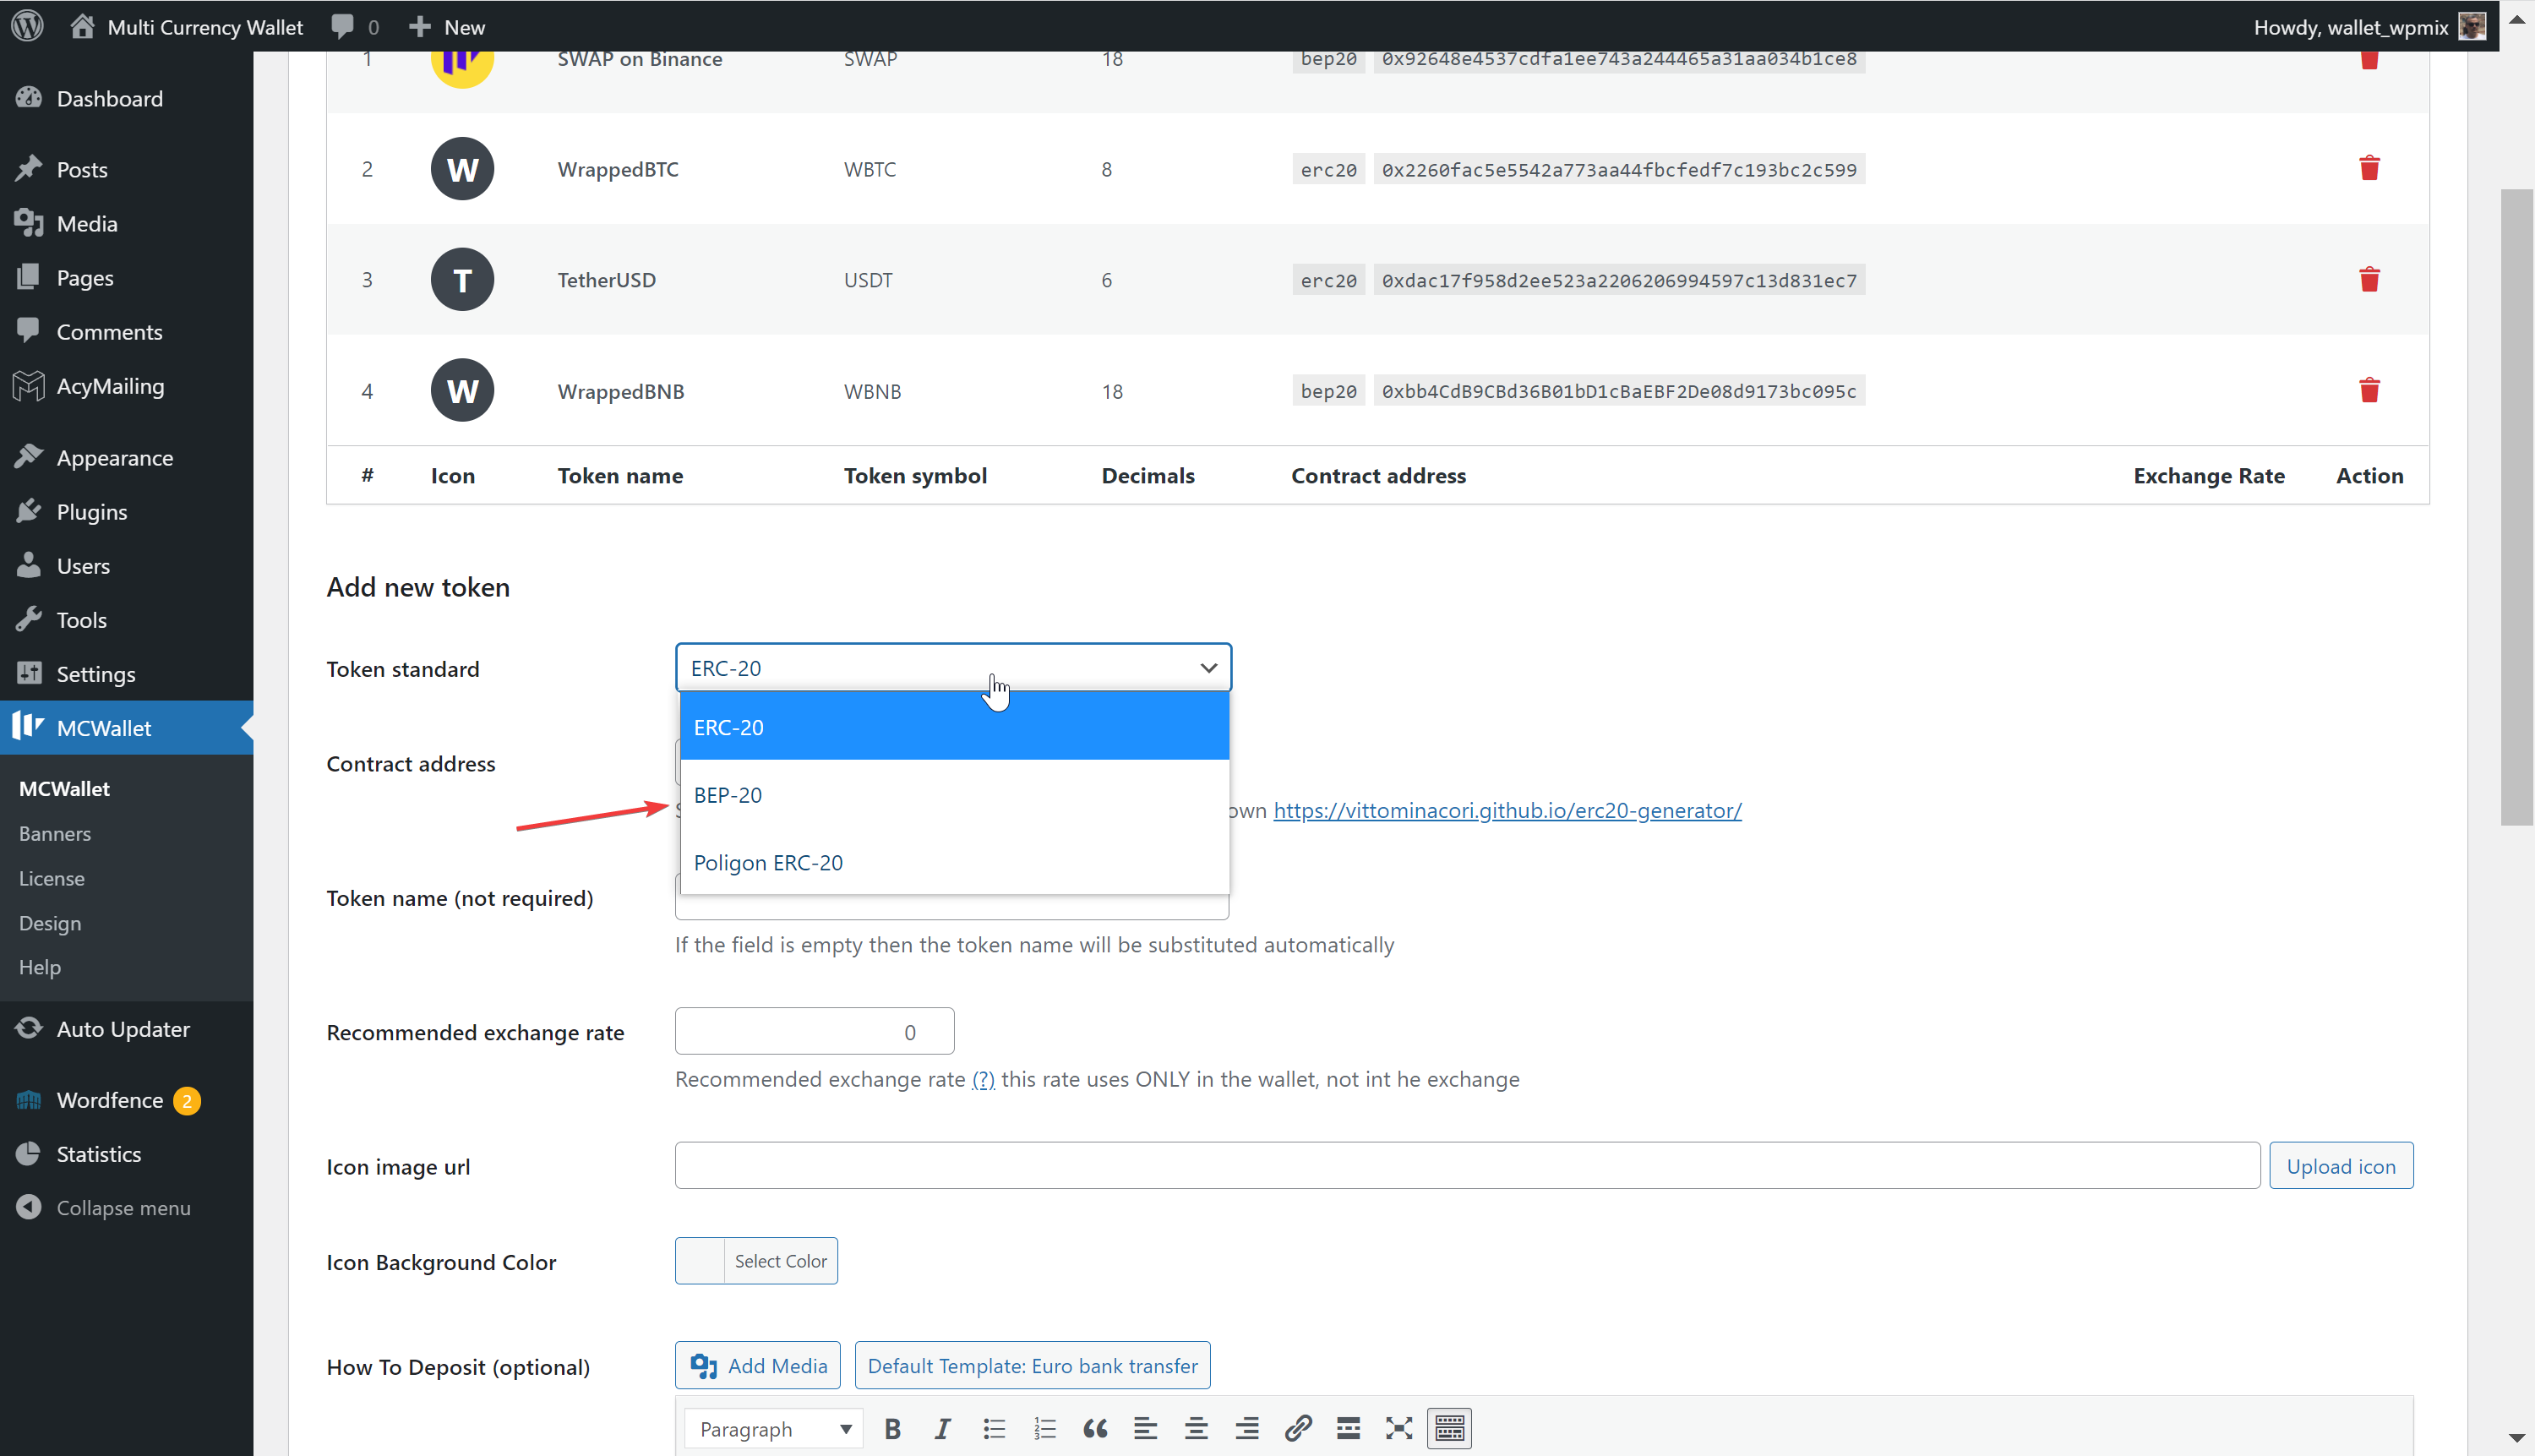 Multi Currency Wallet 0 New Howdy, wallet_wpmix
Dashboard
Posts
Media
Pages
Comments
AcyMailing
Appearance
Plugins
Users
Tools
Settings
MCWallet
MCWallet
Banners
License
Design
Help
Auto Updater
Wordfence 2
Statistics
Collapse menu
1 SWAP on Binance SWAP 18 bep20 0x92648e4537cdfa1ee743a244465a31aa034b1ce8
2 W WrappedBTC WBTC 8 erc20 0x2260fac5e5542a773aa44fbcfedf7c193bc2c599
3 T TetherUSD USDT 6 erc20 0xdac17f958d2ee523a2206206994597c13d831ec7
4 W WrappedBNB WBNB 18 bep20 0xbb4CdB9CBd36B01bD1cBaEBF2De08d9173bc095c
# Icon Token name Token symbol Decimals Contract address Exchange Rate Action
Add new token
Token standard ERC-20
ERC-20
Contract address
BEP-20
own https://vittominacori.github.io/erc20-generator/
Poligon ERC-20
Token name (not required)
If the field is empty then the token name will be substituted automatically
Recommended exchange rate 0
Recommended exchange rate (?) this rate uses ONLY in the wallet, not int he exchange
Icon image url Upload icon
Icon Background Color Select Color
How To Deposit (optional) Add Media Default Template: Euro bank transfer
Paragraph B I